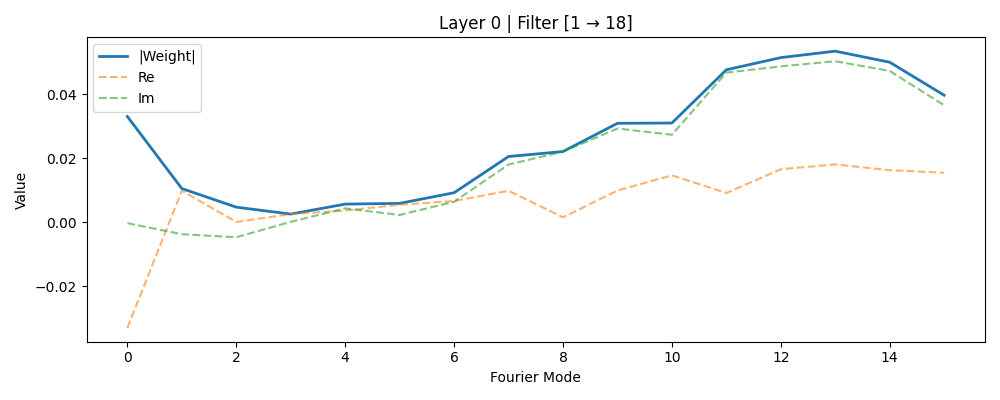 Layer 0 | Filter [1 → 18]
|Weight|
Re
Im
0.04
0.02
0.00
−0.02
Value
0 2 4 6 8 10 12 14
Fourier Mode